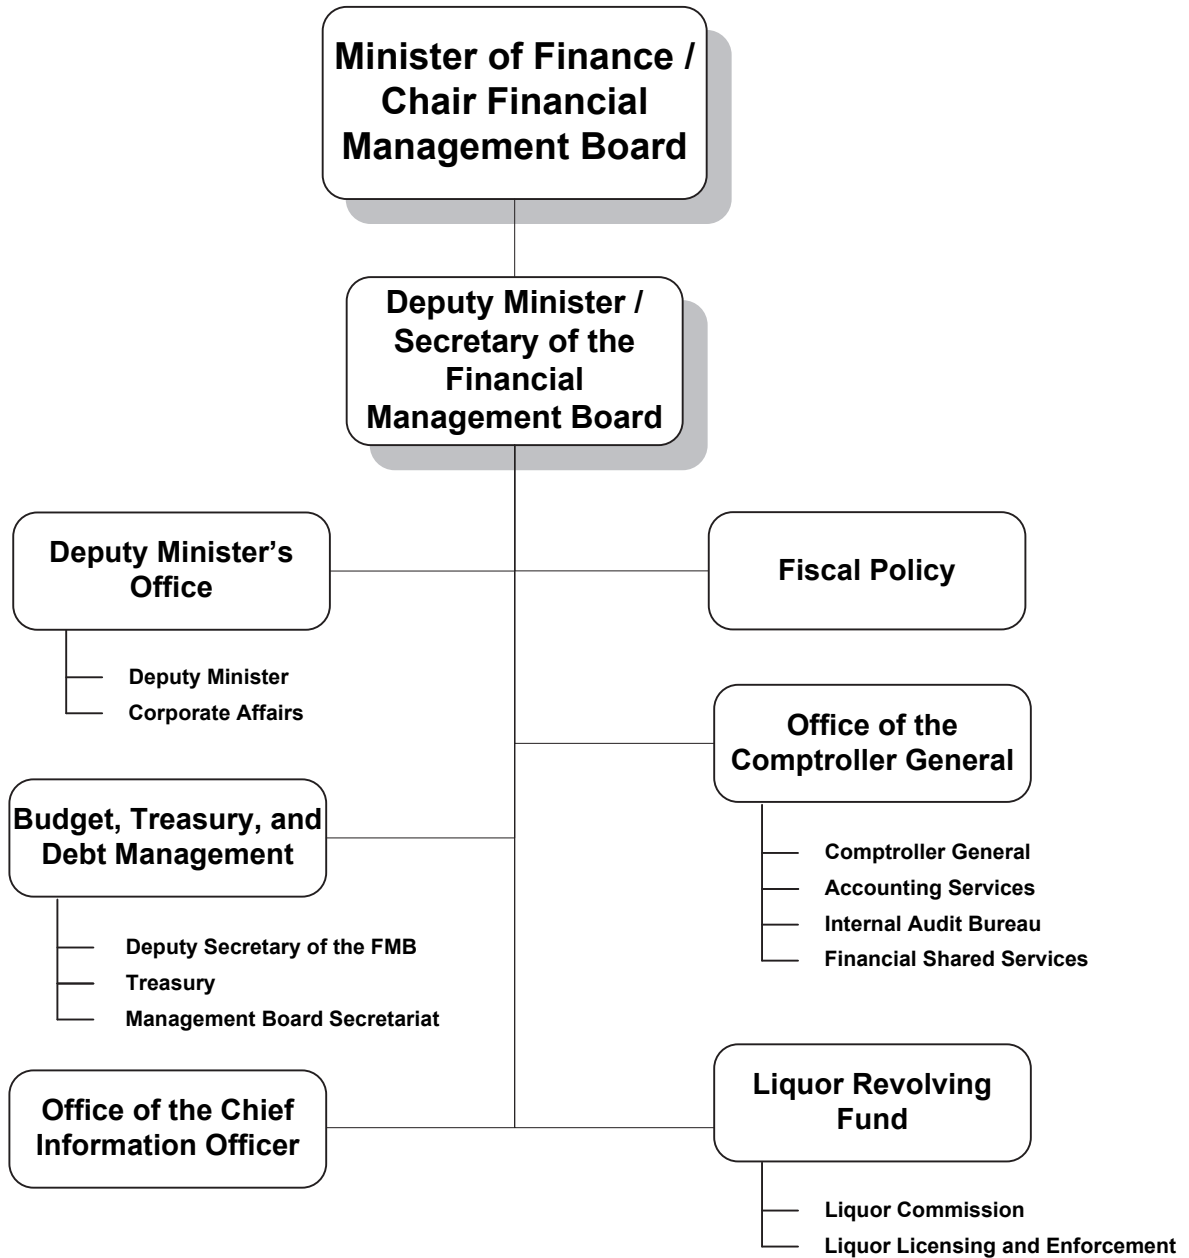 Minister of Finance /
Chair Financial
Management Board
Deputy Minister /
Secretary of the
Financial
Management Board
Deputy Minister’s
Office
Deputy Minister
Corporate Affairs
Fiscal Policy
Office of the
Comptroller General
Comptroller General
Accounting Services
Internal Audit Bureau
Financial Shared Services
Budget, Treasury, and
Debt Management
Deputy Secretary of the FMB
Treasury
Management Board Secretariat
Office of the Chief
Information Officer
Liquor Revolving
Fund
Liquor Commission
Liquor Licensing and Enforcement